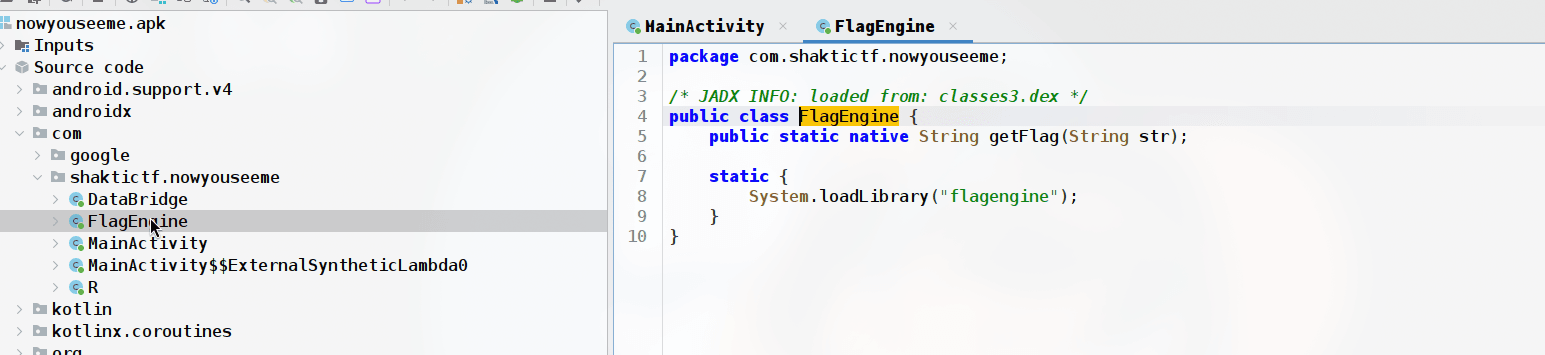 nowyouseeme.apk
Inputs
Source code
android.support.v4
androidx
com
google
shaktictf.nowyouseeme
DataBridge
FlagEngine
MainActivity
MainActivity$$ExternalSyntheticLambda0
R
kotlin
kotlinx.coroutines
org
MainActivity × FlagEngine ×
1 package com.shaktictf.nowyouseeme;
2
3 /* JADX INFO: loaded from: classes3.dex */
4 public class FlagEngine {
5 public static native String getFlag(String str);
6
7 static {
8 System.loadLibrary("flagengine");
9 }
10 }